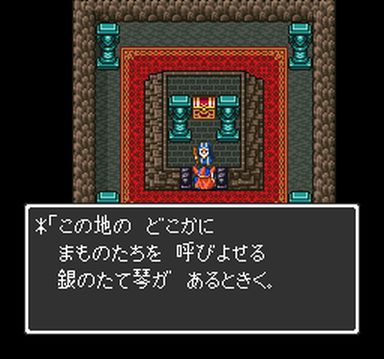 *「この地の どこかに
まものたちを 呼びよせる
銀のたて琴が あるときく。